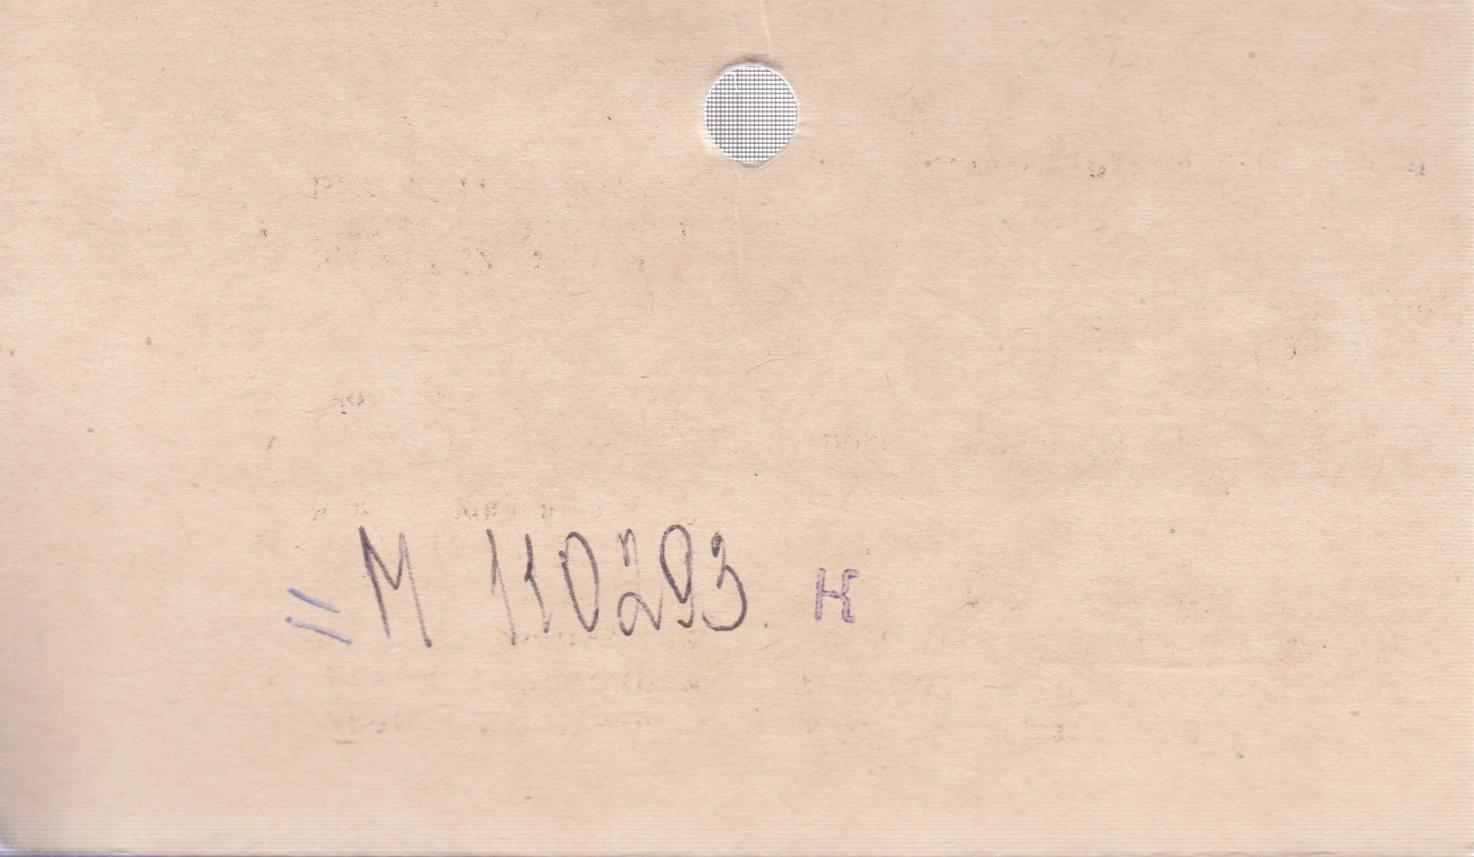 = М 110293 К